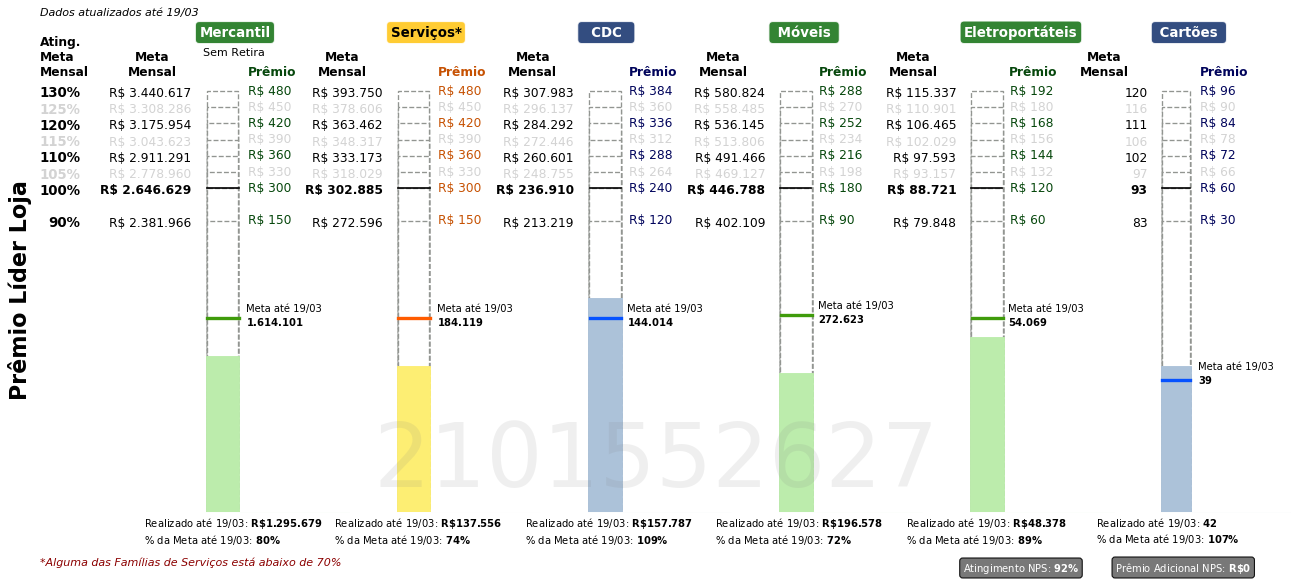 Dados atualizados até 19/03
Mercantil Serviços* CDC Móveis Eletroportáteis Cartões
Sem Retira
Ating. Meta Mensal
Meta Mensal Prêmio Meta Mensal Prêmio Meta Mensal Prêmio Meta Mensal Prêmio Meta Mensal Prêmio Meta Mensal Prêmio
130% R$ 3.440.617 R$ 480 R$ 393.750 R$ 480 R$ 307.983 R$ 384 R$ 580.824 R$ 288 R$ 115.337 R$ 192 120 R$ 96
125% R$ 3.308.286 R$ 450 R$ 378.606 R$ 450 R$ 296.137 R$ 360 R$ 558.485 R$ 270 R$ 110.901 R$ 180 116 R$ 90
120% R$ 3.175.954 R$ 420 R$ 363.462 R$ 420 R$ 284.292 R$ 336 R$ 536.145 R$ 252 R$ 106.465 R$ 168 111 R$ 84
115% R$ 3.043.623 R$ 390 R$ 348.317 R$ 390 R$ 272.446 R$ 312 R$ 513.806 R$ 234 R$ 102.029 R$ 156 106 R$ 78
110% R$ 2.911.291 R$ 360 R$ 333.173 R$ 360 R$ 260.601 R$ 288 R$ 491.466 R$ 216 R$ 97.593 R$ 144 102 R$ 72
105% R$ 2.778.960 R$ 330 R$ 318.029 R$ 330 R$ 248.755 R$ 264 R$ 469.127 R$ 198 R$ 93.157 R$ 132 97 R$ 66
100% R$ 2.646.629 R$ 300 R$ 302.885 R$ 300 R$ 236.910 R$ 240 R$ 446.788 R$ 180 R$ 88.721 R$ 120 93 R$ 60
90% R$ 2.381.966 R$ 150 R$ 272.596 R$ 150 R$ 213.219 R$ 120 R$ 402.109 R$ 90 R$ 79.848 R$ 60 83 R$ 30
Prêmio Líder Loja
Meta até 19/03
1.614.101
Meta até 19/03
184.119
Meta até 19/03
144.014
Meta até 19/03
272.623
Meta até 19/03
54.069
Meta até 19/03
39
2101552627
Realizado até 19/03: R$1.295.679
% da Meta até 19/03: 80%
Realizado até 19/03: R$137.556
% da Meta até 19/03: 74%
Realizado até 19/03: R$157.787
% da Meta até 19/03: 109%
Realizado até 19/03: R$196.578
% da Meta até 19/03: 72%
Realizado até 19/03: R$48.378
% da Meta até 19/03: 89%
Realizado até 19/03: 42
% da Meta até 19/03: 107%
*Alguma das Famílias de Serviços está abaixo de 70%
Atingimento NPS: 92%
Prêmio Adicional NPS: R$0